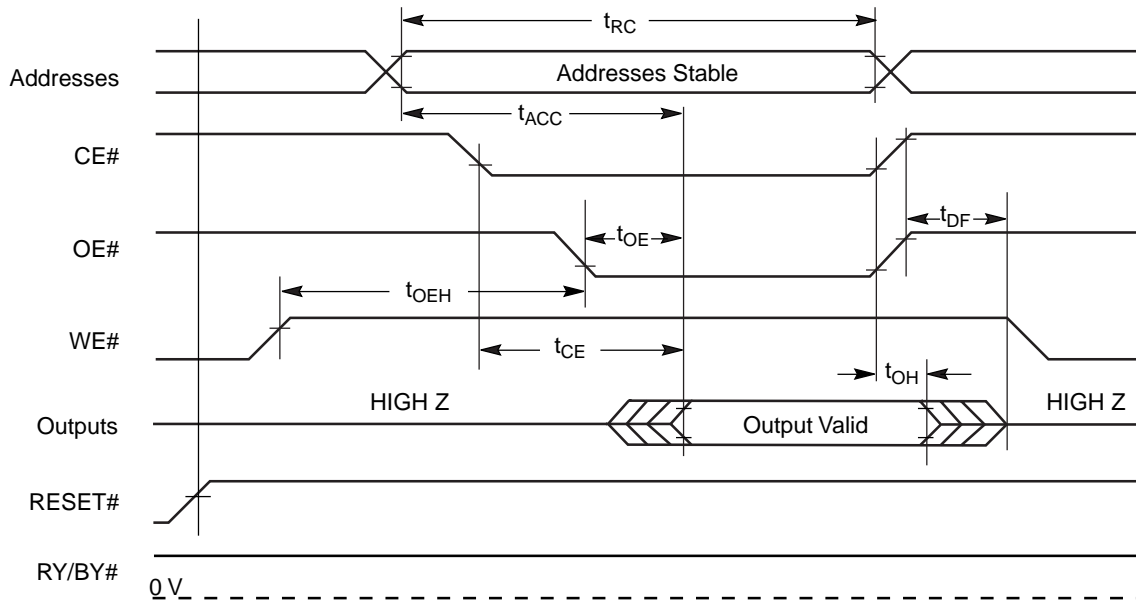 tRC
Addresses
Addresses Stable
tACC
CE#
tDF
OE#
tOE
tOEH
WE#
tCE
tOH
HIGH Z
HIGH Z
Outputs
Output Valid
RESET#
RY/BY#
0 V